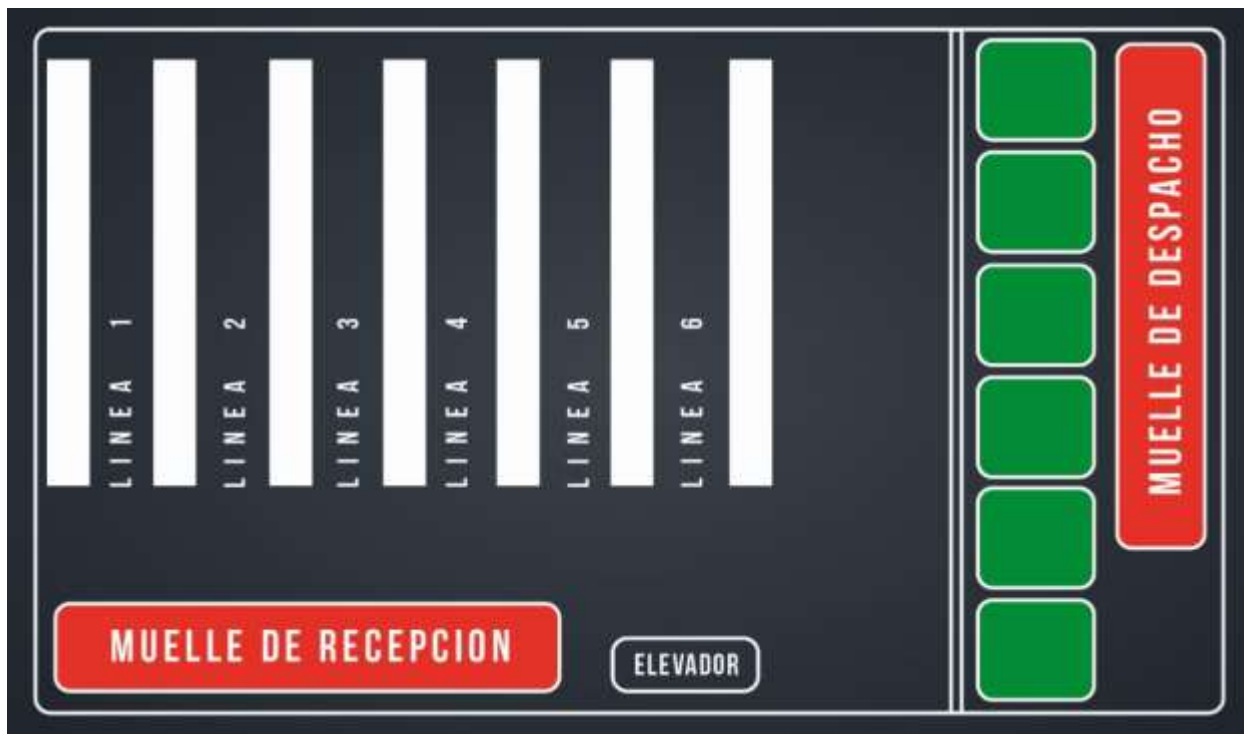 LINEA 1
LINEA 2
LINEA 3
LINEA 4
LINEA 5
LINEA 6
MUELLE DE DESPACHO
MUELLE DE RECEPCION
ELEVADOR